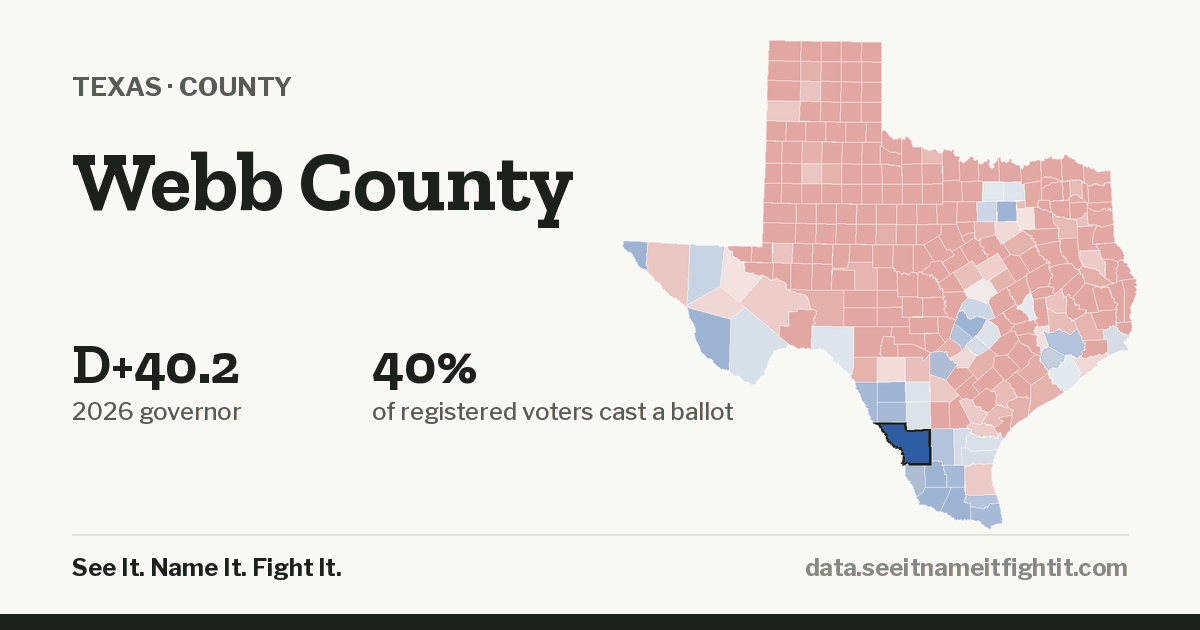 TEXAS · COUNTY
Webb County
D+40.2
2026 governor
40%
of registered voters cast a ballot
See It. Name It. Fight It.
data.seeitnameitfightit.com